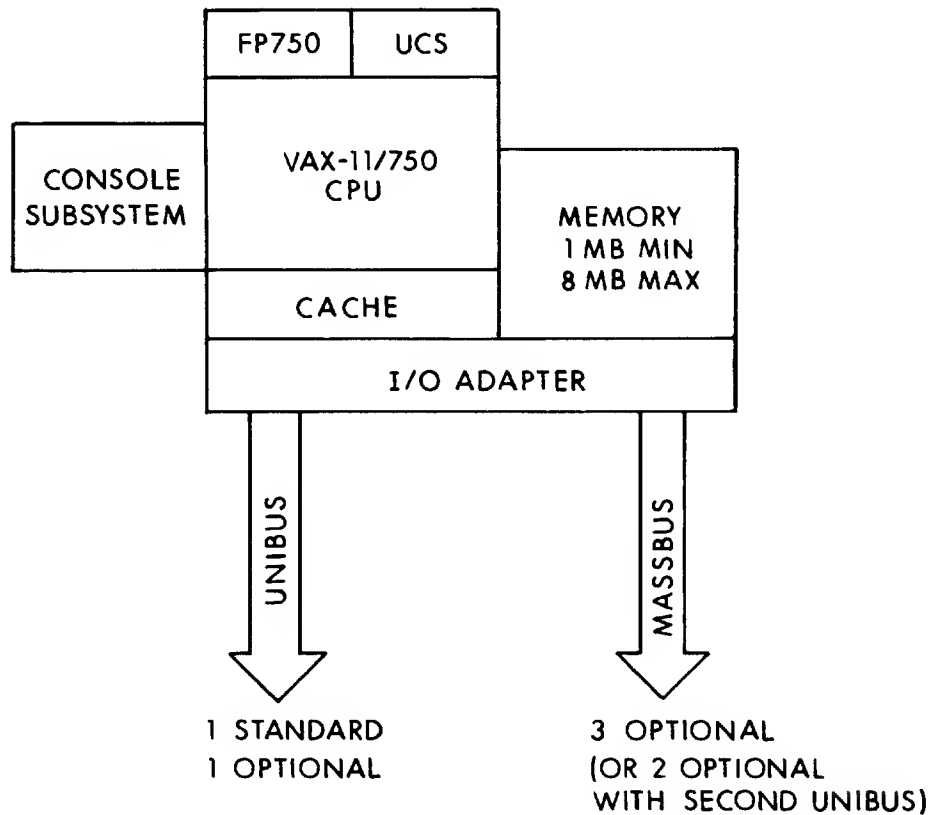 FP750
UCS
VAX-11/750
CPU
CONSOLE
SUBSYSTEM
MEMORY
1 MB MIN
8 MB MAX
CACHE
I/O ADAPTER
UNIBUS
MASSBUS
1 STANDARD
1 OPTIONAL
3 OPTIONAL
(OR 2 OPTIONAL
WITH SECOND UNIBUS)